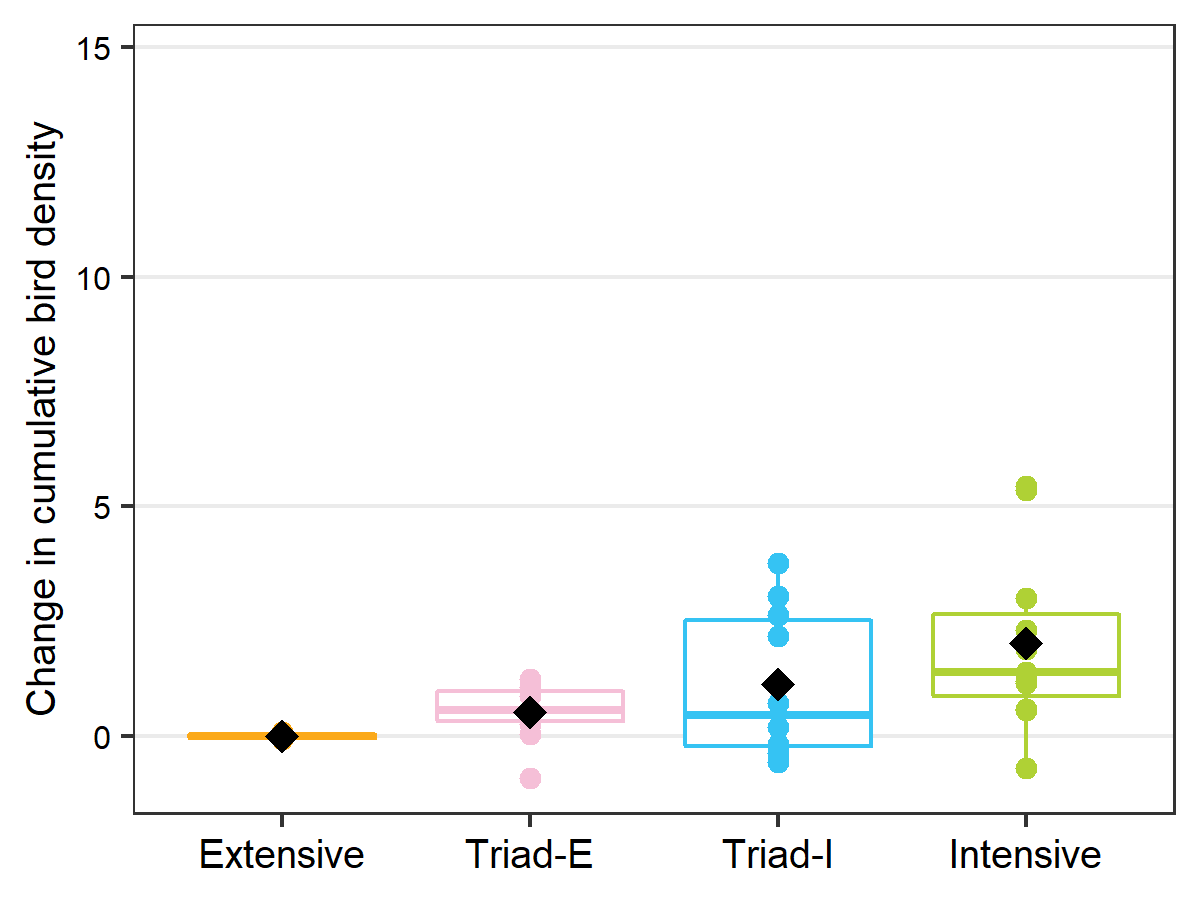 Change in cumulative bird density
15
10
5
0
Extensive
Triad-E
Triad-I
Intensive